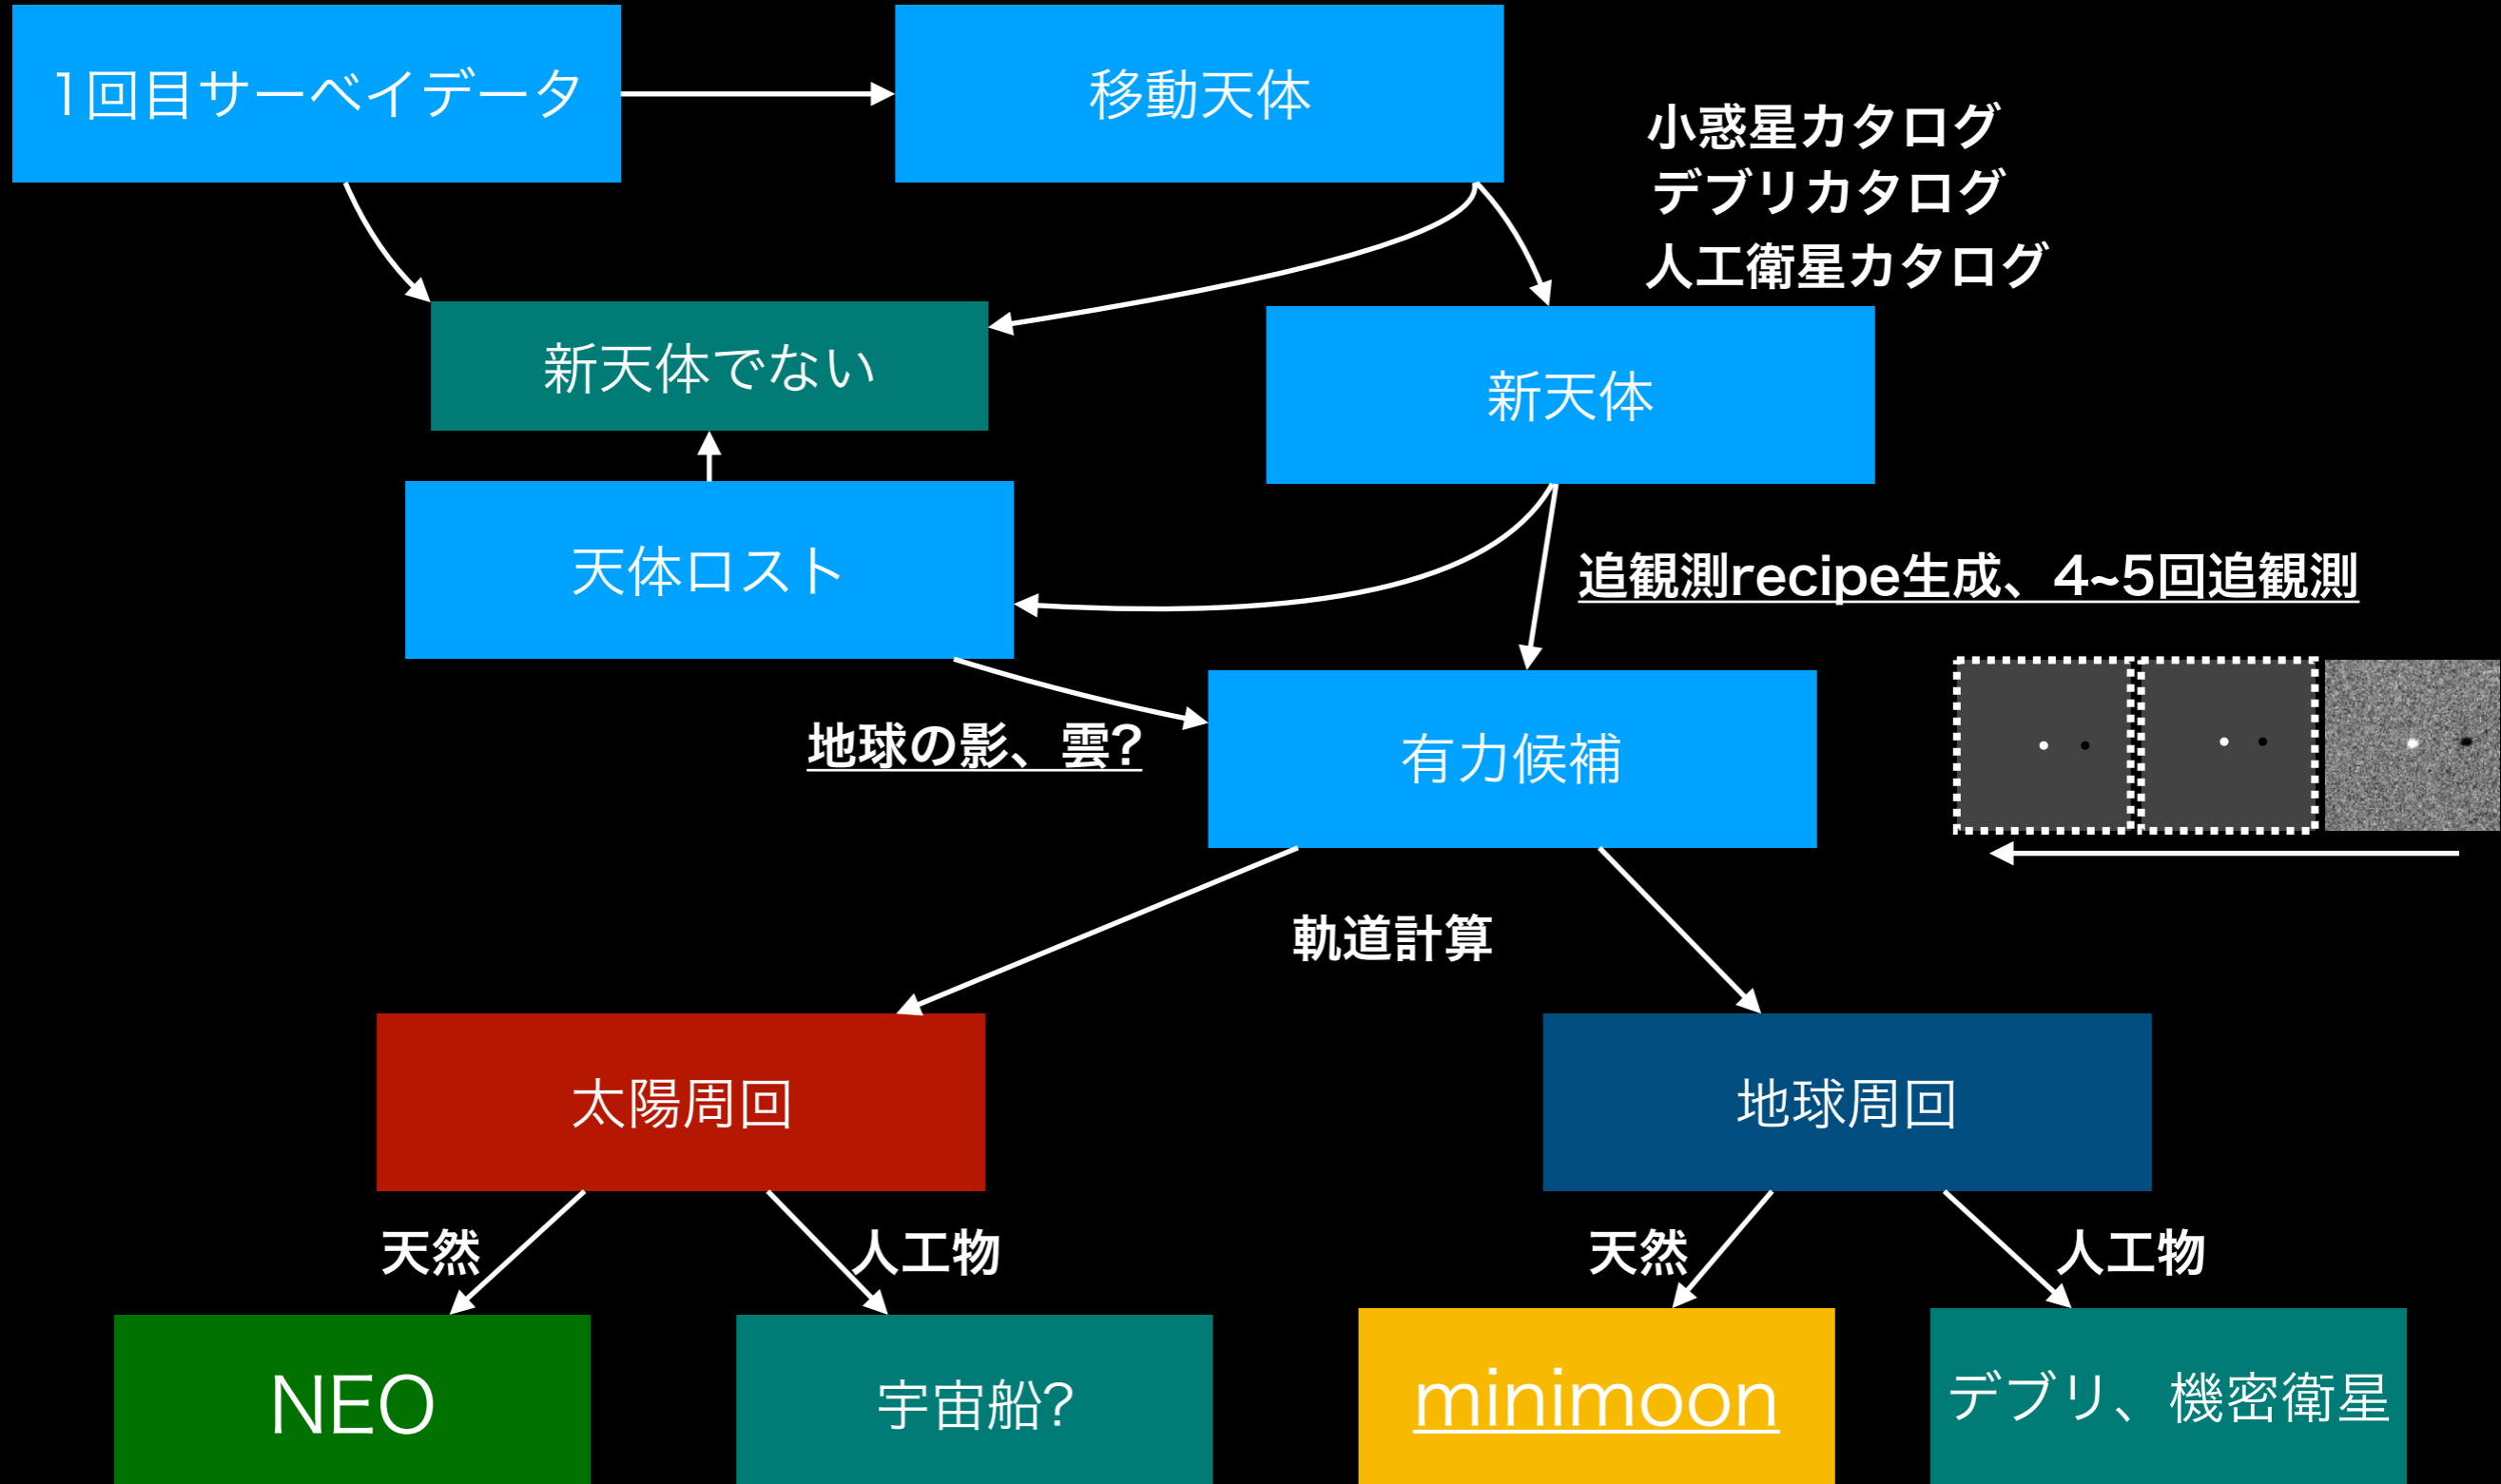 1回目サーベイデータ
移動天体
小惑星カタログ
デブリカタログ
人工衛星カタログ
新天体でない
新天体
天体ロスト
追観測recipe生成、4~5回追観測
地球の影、雲?
有力候補
軌道計算
太陽周回
地球周回
天然
人工物
天然
人工物
NEO
宇宙船?
minimoon
デブリ、機密衛星